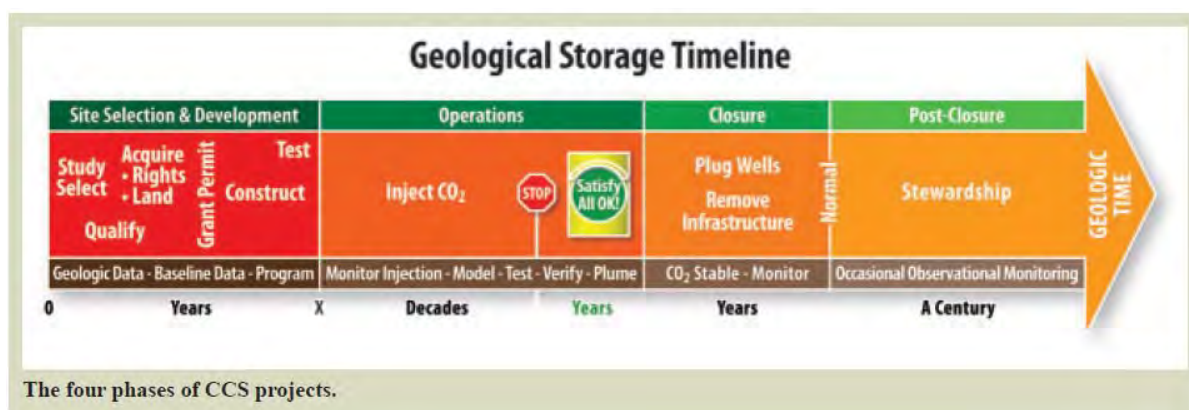 Geological Storage Timeline
Site Selection & Development
Operations
Closure
Post-Closure
Study
Select
Acquire
• Rights
• Land
Qualify
Grant Permit
Test
Construct
Inject CO₂
STOP
Satisfy
All OK!
Plug Wells
Remove
Infrastructure
Normal
Stewardship
GEOLOGIC
TIME
Geologic Data - Baseline Data - Program
Monitor Injection - Model - Test - Verify - Plume
CO₂ Stable - Monitor
Occasional Observational Monitoring
0
Years
X
Decades
Years
Years
A Century
The four phases of CCS projects.